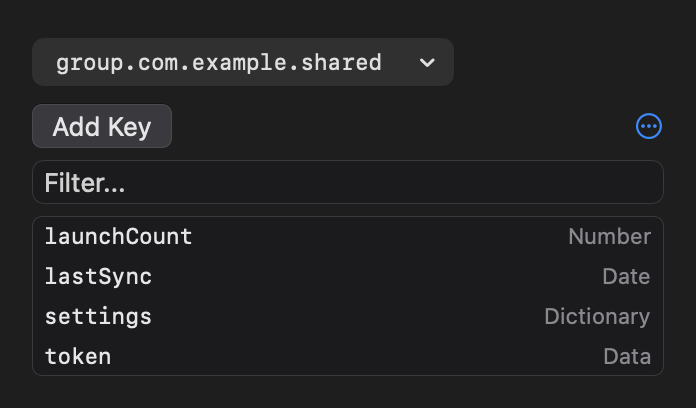 group.com.example.shared
Add Key
Filter...
launchCount Number
lastSync Date
settings Dictionary
token Data